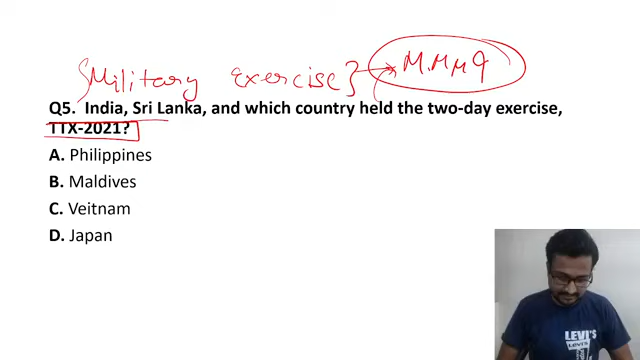 {Military Exercise}
Q5. India, Sri Lanka, and which country held the two-day exercise,
TTX-2021?
A. Philippines
B. Maldives
C. Veitnam
D. Japan
LEVI'S
LEVI'S